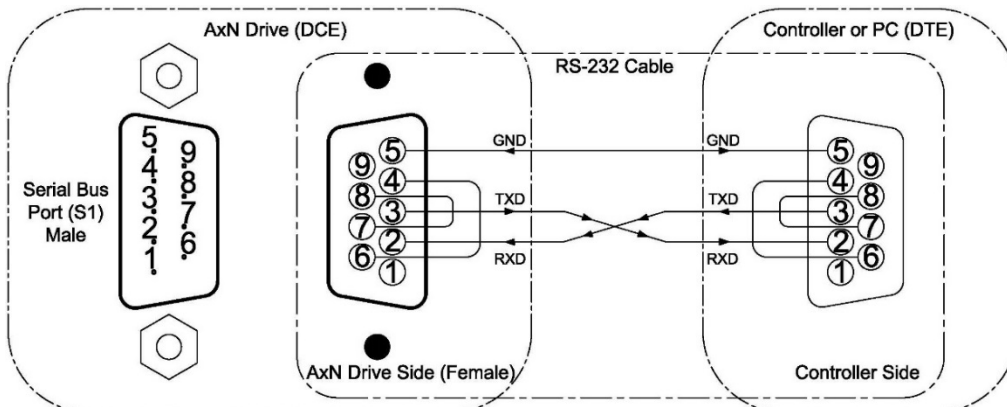 AxN Drive (DCE)
Controller or PC (DTE)
RS-232 Cable
Serial Bus
Port (S1)
Male
5
4
3
2
1
9
8
7
6
9
8
7
6
5
4
3
2
1
GND
GND
TXD
TXD
RXD
RXD
5
4
3
2
1
9
8
7
6
AxN Drive Side (Female)
Controller Side